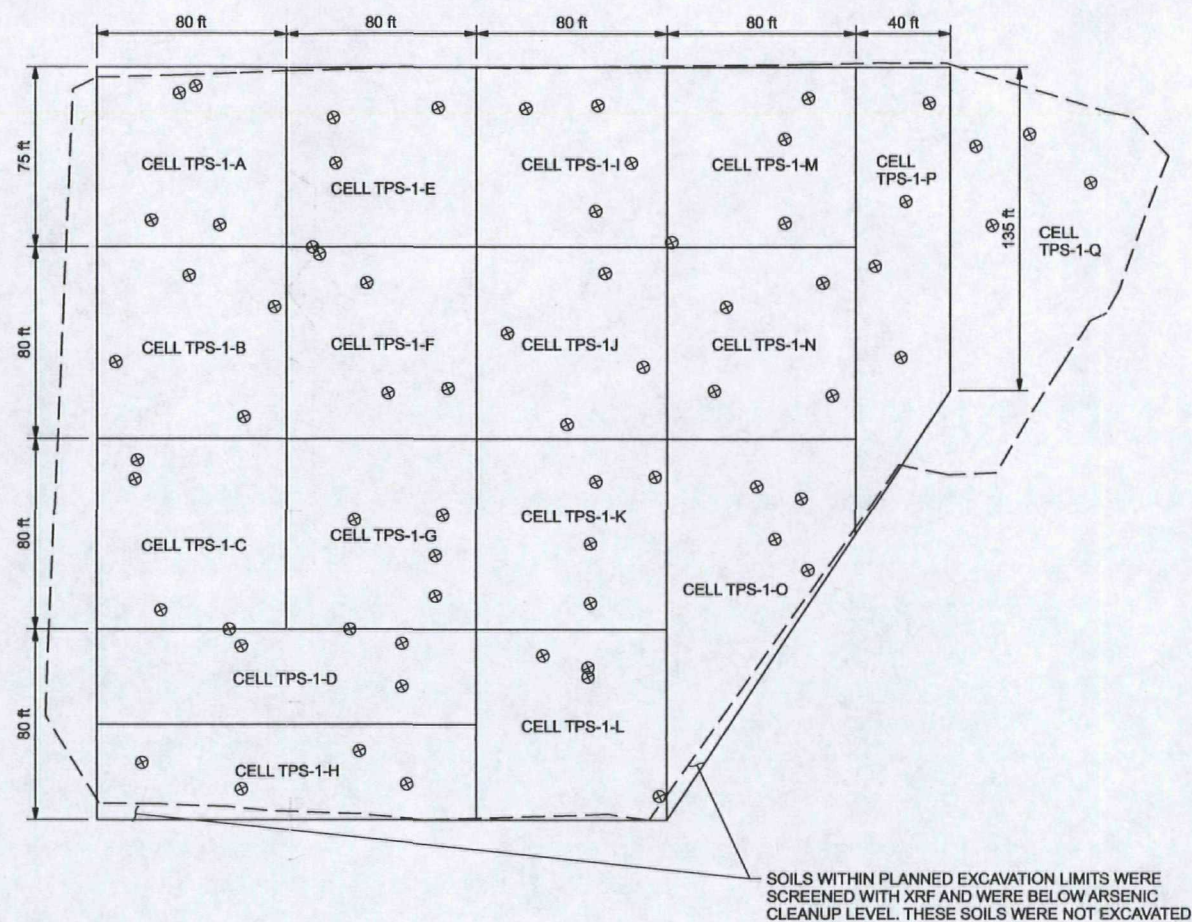 80 ft
80 ft
80 ft
80 ft
40 ft
75 ft
80 ft
80 ft
80 ft
135 ft
CELL TPS-1-A
CELL TPS-1-E
CELL TPS-1-I
CELL TPS-1-M
CELL
TPS-1-P
CELL
TPS-1-Q
CELL TPS-1-B
CELL TPS-1-F
CELL TPS-1J
CELL TPS-1-N
CELL TPS-1-C
CELL TPS-1-G
CELL TPS-1-K
CELL TPS-1-O
CELL TPS-1-D
CELL TPS-1-L
CELL TPS-1-H
SOILS WITHIN PLANNED EXCAVATION LIMITS WERE
SCREENED WITH XRF AND WERE BELOW ARSENIC
CLEANUP LEVEL. THESE SOILS WERE NOT EXCAVATED